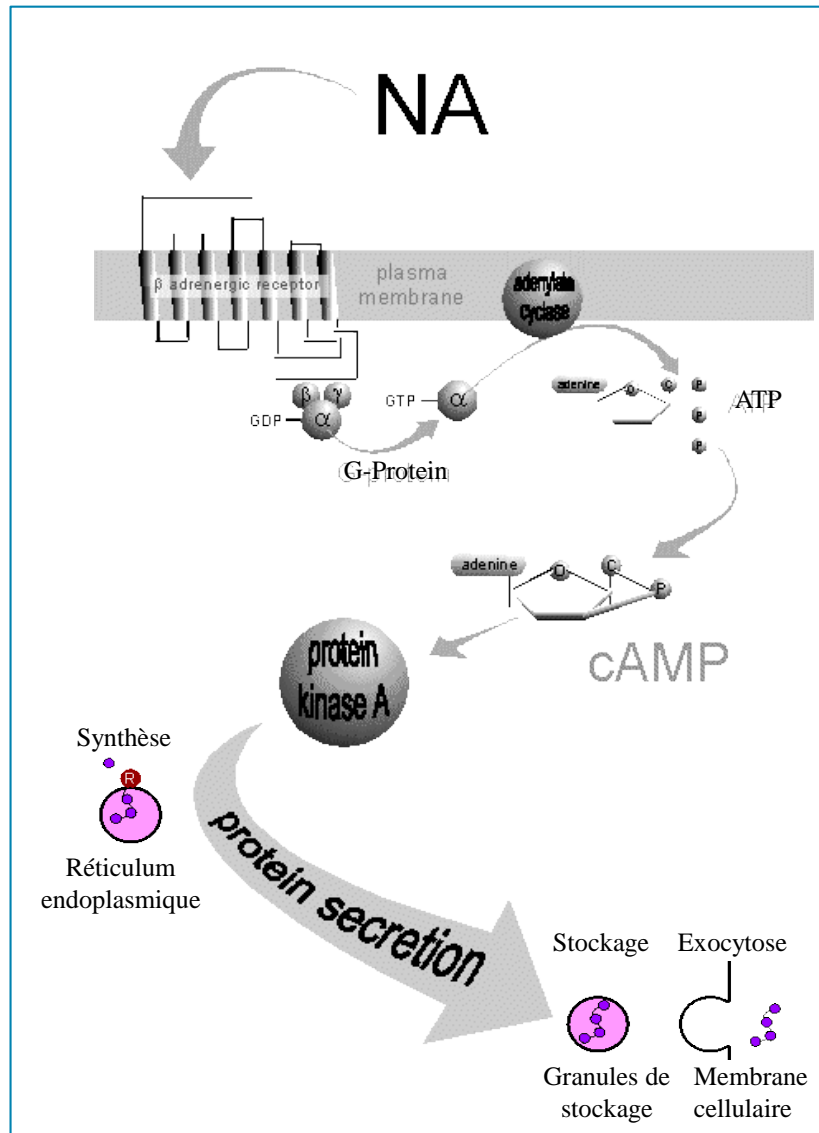 NA
plasma
membrane
β adrenergic receptor
adenylate
cyclase
β γ
GDP α
GTP α
adenine O C P
P
P
ATP
G-Protein
adenine O C P
cAMP
protein
kinase A
Synthèse
R
Réticulum
endoplasmique
protein secretion
Stockage Exocytose
Granules de
stockage
Membrane
cellulaire